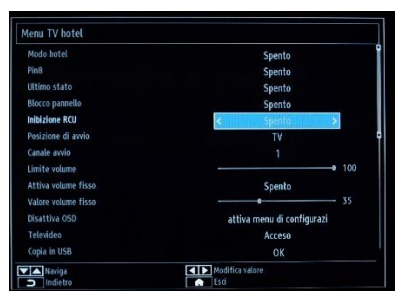 Menu TV hotel
Modo hotel Spento
Pin8 Spento
Ultimo stato Spento
Blocco pannello Spento
Inibizione RCU < Spento >
Posizione di avvio TV
Canale avvio 1
Limite volume 100
Attiva volume fisso Spento
Valore volume fisso 35
Disattiva OSD attiva menu di configurazi
Televideo Acceso
Copia in USB OK
Naviga Modifica valore
Indietro Esci